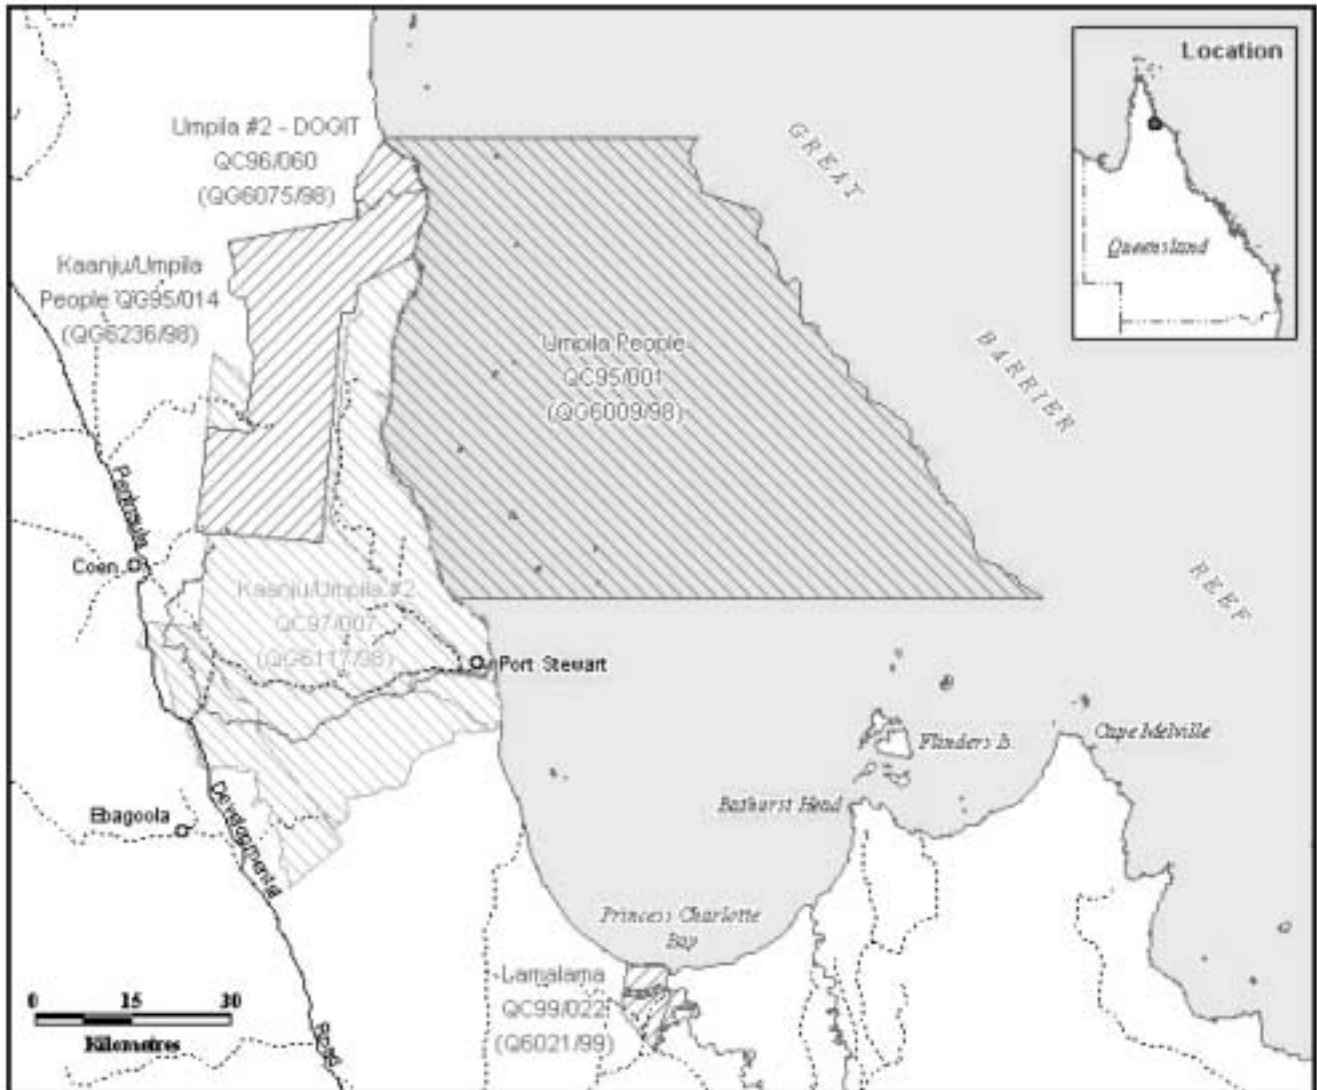 Location
Queensland
GREAT
BARRIER
REEF
Umpila #2 - DOGIT
QC96/060
(QG6075/98)
Kaanju/Umpila
People QG95/014
(QG6236/98)
Umpila People
QC95/001
(QG6009/98)
Peninsula
Coen
Kaanju/Umpila #2
QC97/007
(QG6117/98)
Port Stewart
Flinders Is.
Cape Melville
Bathurst Head
Ebagoola
Developmental
Princess Charlotte
Bay
Lamalama
QC99/022
(Q6021/99)
0 15 30
Kilometres
Road